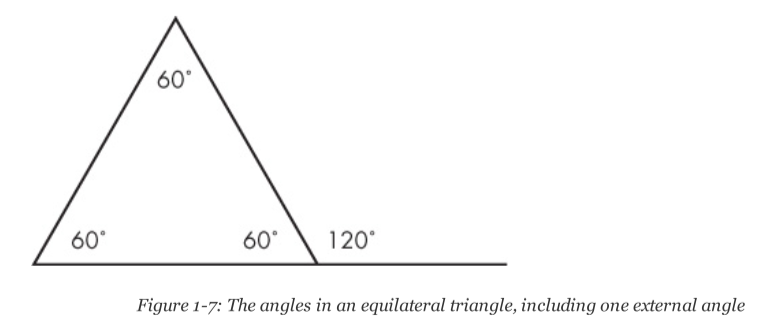 60°
60° 60° 120°
Figure 1-7: The angles in an equilateral triangle, including one external angle